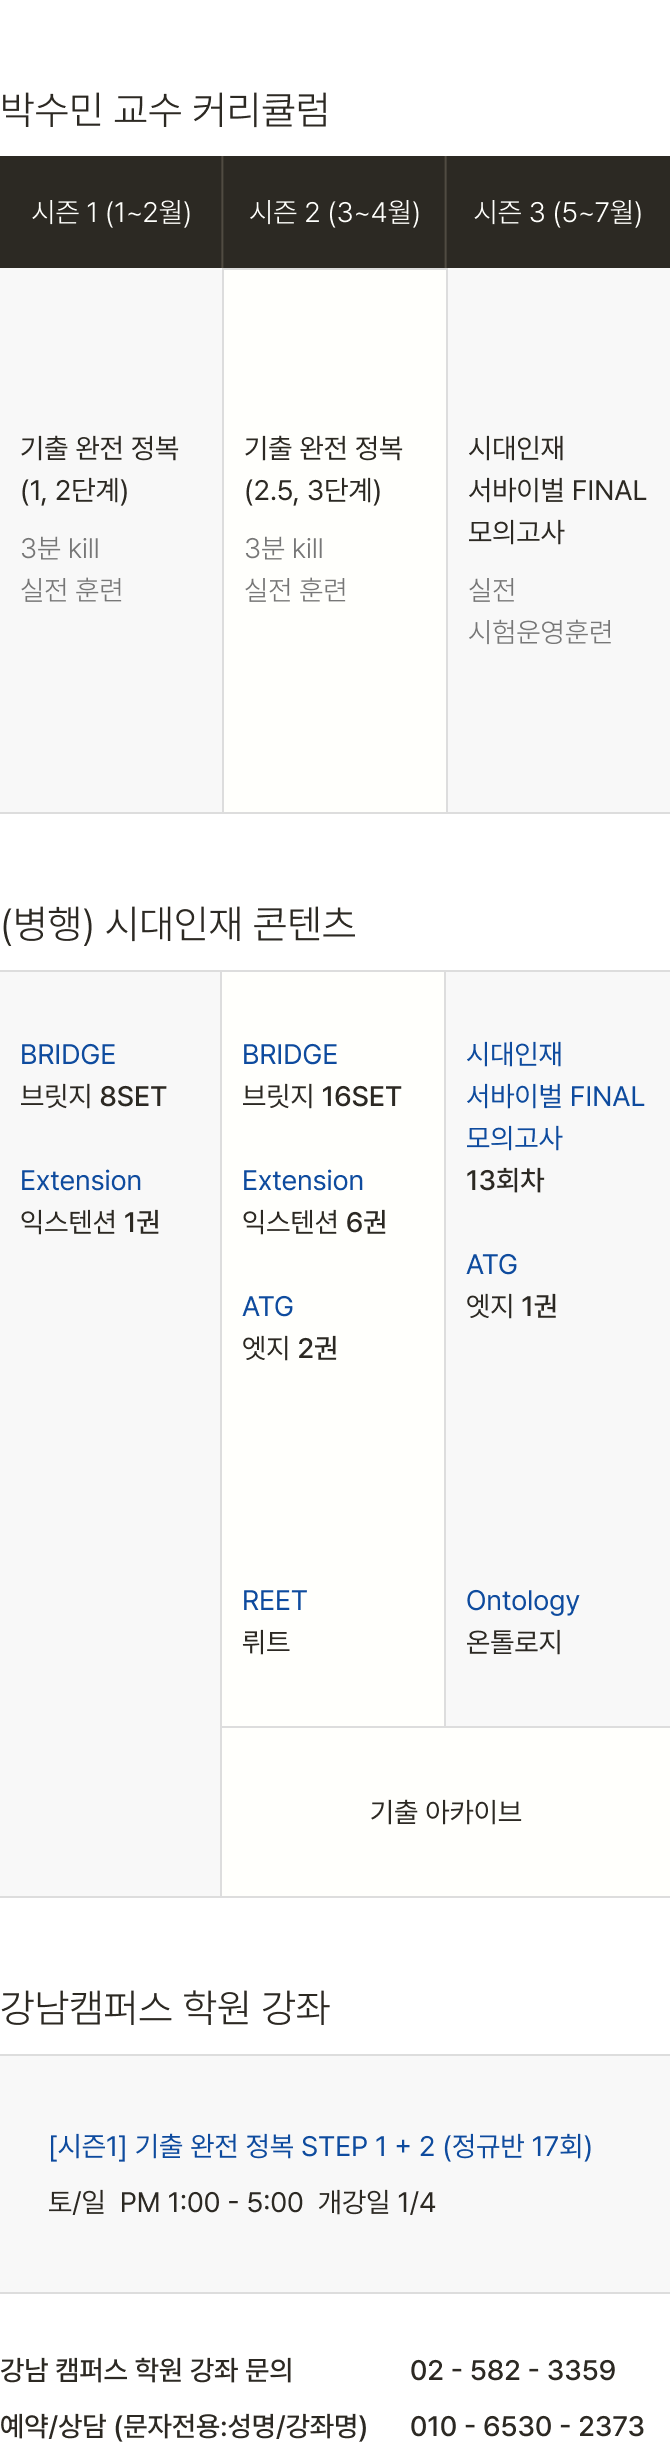 박수민 교수 커리큘럼
시즌 1 (1~2월)
시즌 2 (3~4월)
시즌 3 (5~7월)
기출 완전 정복
(1, 2단계)
3분 kill
실전 훈련
기출 완전 정복
(2.5, 3단계)
3분 kill
실전 훈련
시대인재
서바이벌 FINAL
모의고사
실전
시험운영훈련
(병행) 시대인재 콘텐츠
BRIDGE
브릿지 8SET
Extension
익스텐션 1권
BRIDGE
브릿지 16SET
Extension
익스텐션 6권
ATG
엣지 2권
REET
뤼트
시대인재
서바이벌 FINAL
모의고사
13회차
ATG
엣지 1권
Ontology
온톨로지
기출 아카이브
강남캠퍼스 학원 강좌
[시즌1] 기출 완전 정복 STEP 1 + 2 (정규반 17회)
토/일 PM 1:00 - 5:00 개강일 1/4
강남 캠퍼스 학원 강좌 문의 02 - 582 - 3359
예약/상담 (문자전용:성명/강좌명) 010 - 6530 - 2373